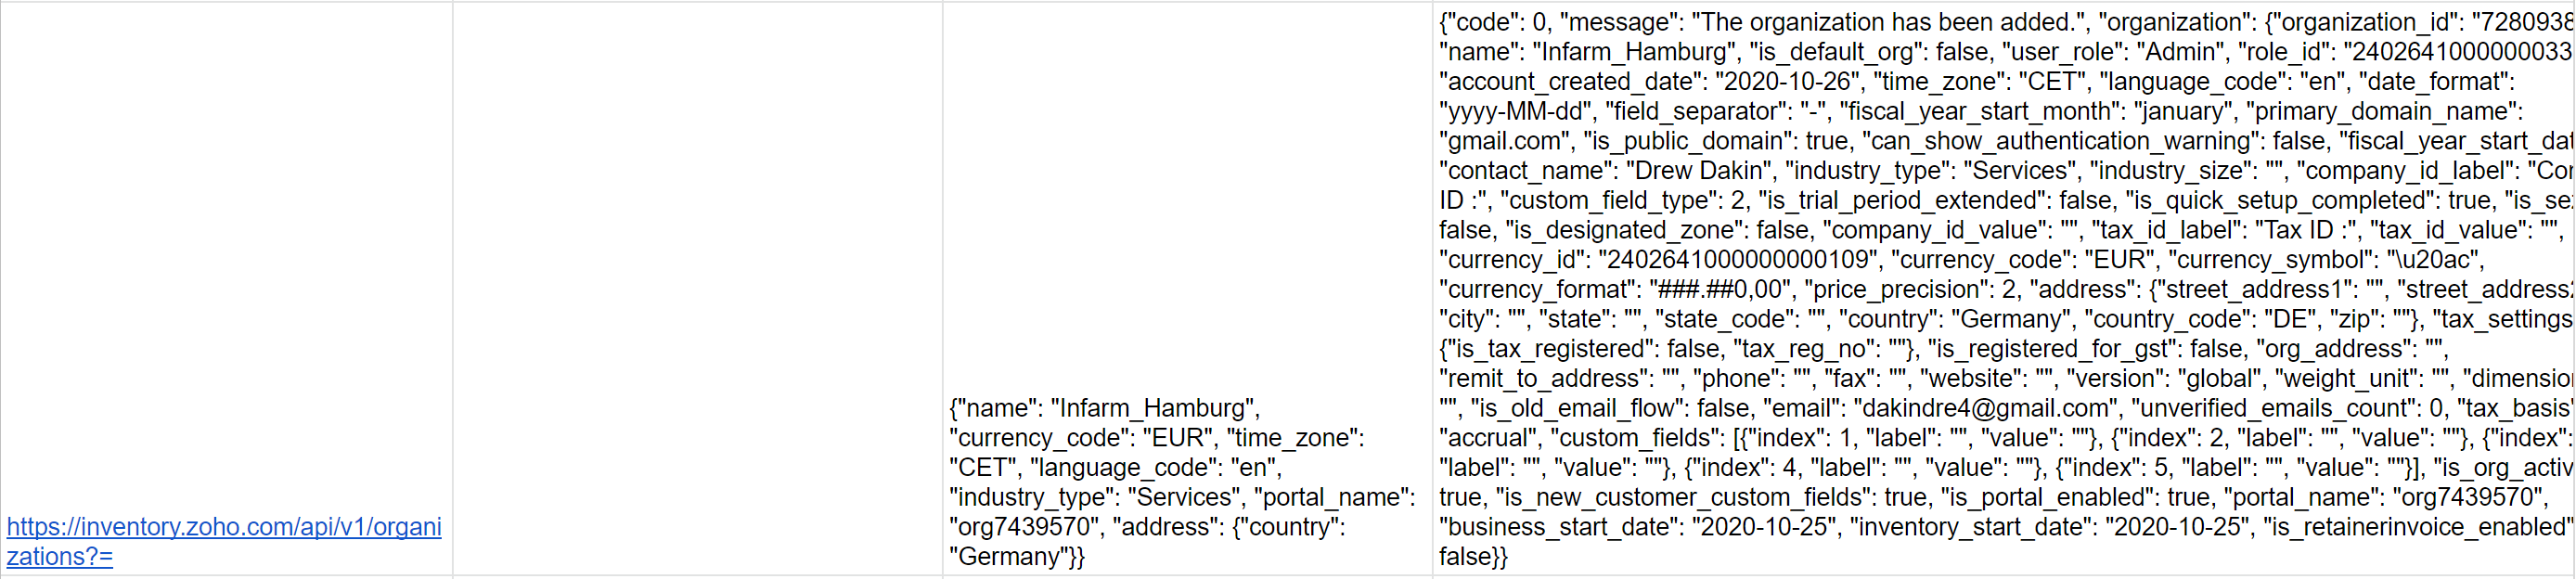 https://inventory.zoho.com/api/v1/organi
zations?=
{"name": "Infarm_Hamburg",
"currency_code": "EUR", "time_zone":
"CET", "language_code": "en",
"industry_type": "Services", "portal_name":
"org7439570", "address": {"country":
"Germany"}}
{"code": 0, "message": "The organization has been added.", "organization": {"organization_id": "7280938
"name": "Infarm_Hamburg", "is_default_org": false, "user_role": "Admin", "role_id": "2402641000000033
"account_created_date": "2020-10-26", "time_zone": "CET", "language_code": "en", "date_format":
"yyyy-MM-dd", "field_separator": "-", "fiscal_year_start_month": "january", "primary_domain_name":
"gmail.com", "is_public_domain": true, "can_show_authentication_warning": false, "fiscal_year_start_dat
"contact_name": "Drew Dakin", "industry_type": "Services", "industry_size": "", "company_id_label": "Co
ID :", "custom_field_type": 2, "is_trial_period_extended": false, "is_quick_setup_completed": true, "is_se
false, "is_designated_zone": false, "company_id_value": "", "tax_id_label": "Tax ID :", "tax_id_value": "",
"currency_id": "2402641000000000109", "currency_code": "EUR", "currency_symbol": "\u20ac",
"currency_format": "###.##0,00", "price_precision": 2, "address": {"street_address1": "", "street_address2
"city": "", "state": "", "state_code": "", "country": "Germany", "country_code": "DE", "zip": ""}, "tax_settings
{"is_tax_registered": false, "tax_reg_no": ""}, "is_registered_for_gst": false, "org_address": "",
"remit_to_address": "", "phone": "", "fax": "", "website": "", "version": "global", "weight_unit": "", "dimension
"", "is_old_email_flow": false, "email": "dakindre4@gmail.com", "unverified_emails_count": 0, "tax_basis"
"accrual", "custom_fields": [{"index": 1, "label": "", "value": ""}, {"index": 2, "label": "", "value": ""}, {"index":
"label": "", "value": ""}, {"index": 4, "label": "", "value": ""}, {"index": 5, "label": "", "value": ""}], "is_org_activ
true, "is_new_customer_custom_fields": true, "is_portal_enabled": true, "portal_name": "org7439570",
"business_start_date": "2020-10-25", "inventory_start_date": "2020-10-25", "is_retainerinvoice_enabled"
false}}